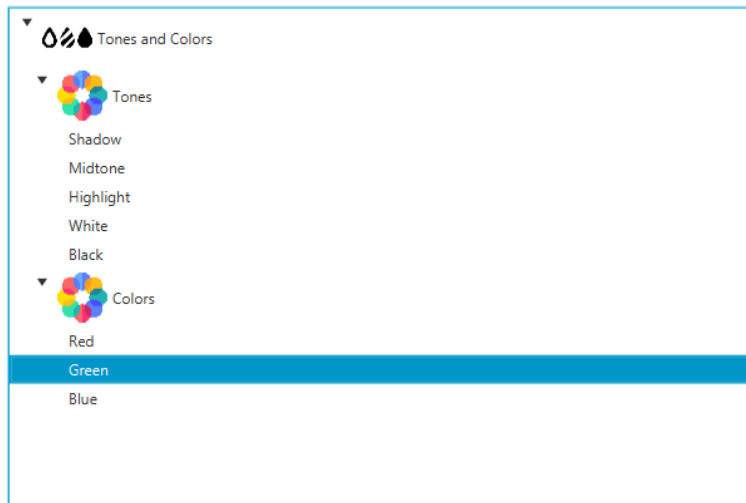 Tones and Colors
Tones
Shadow
Midtone
Highlight
White
Black
Colors
Red
Green
Blue